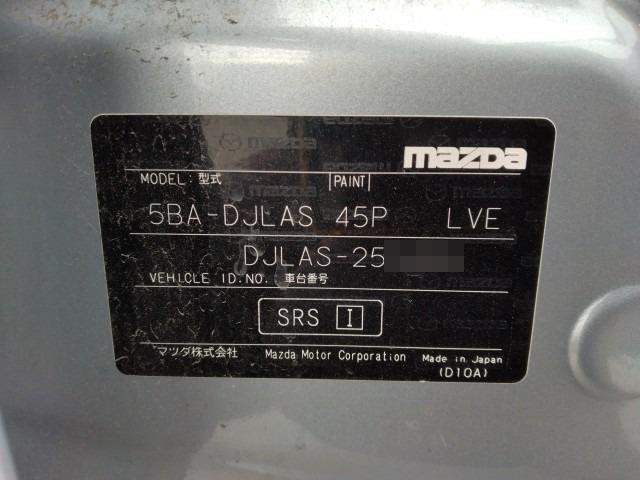 mazda
MODEL: 型式 PAINT
5BA-DJLAS 45P LVE
DJLAS-25
VEHICLE ID.NO. 車台番号
SRS I
マツダ株式会社 Mazda Motor Corporation Made in Japan
(D10A)